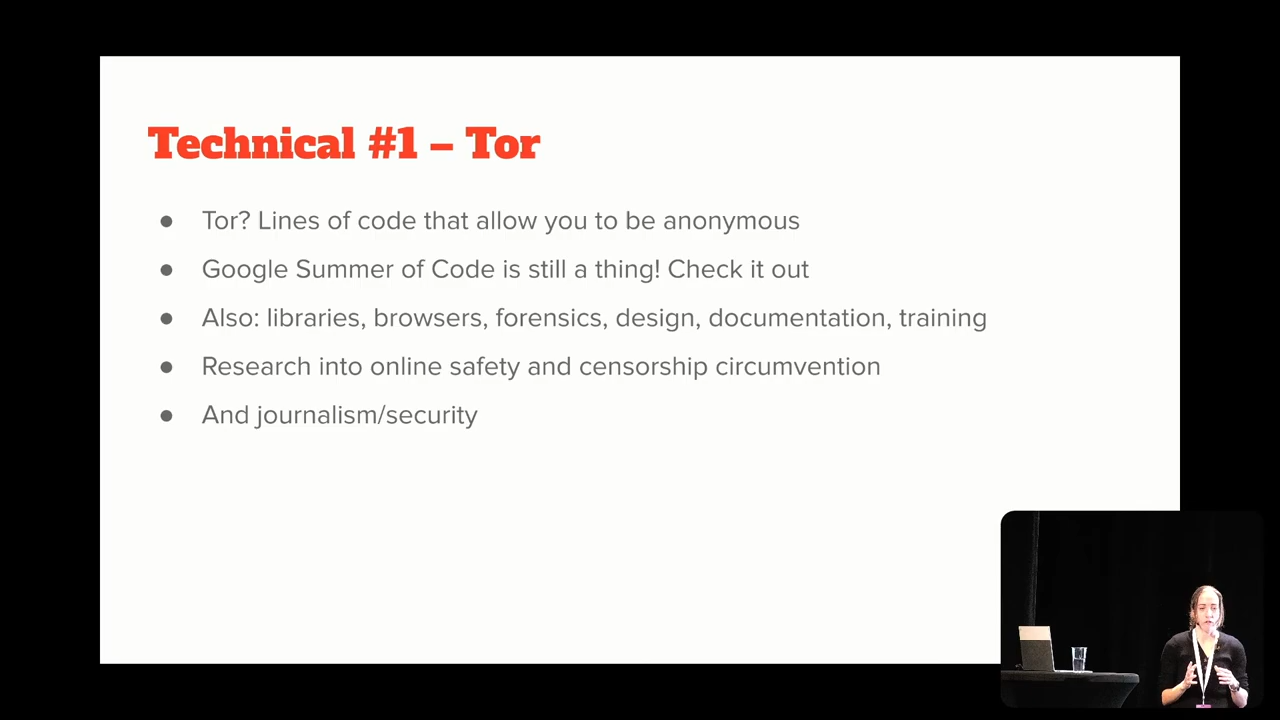 Technical #1 – Tor
● Tor? Lines of code that allow you to be anonymous
● Google Summer of Code is still a thing! Check it out
● Also: libraries, browsers, forensics, design, documentation, training
● Research into online safety and censorship circumvention
● And journalism/security